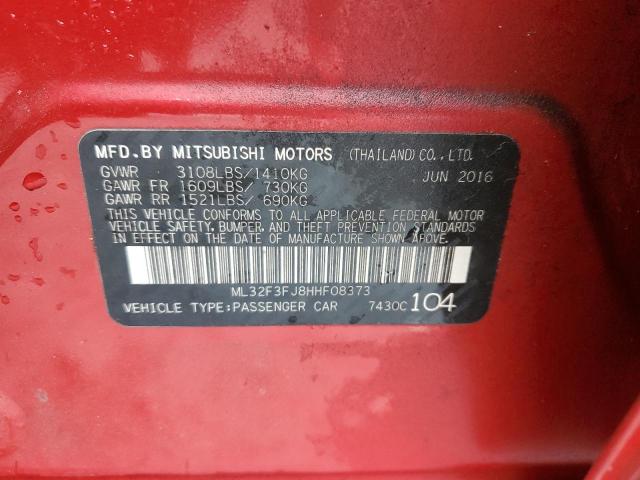 MFD.BY MITSUBISHI MOTORS (THAILAND) CO., LTD.
GVWR 3108LBS/1410KG JUN 2016
GAWR FR 1609LBS/ 730KG
GAWR RR 1521LBS/ 690KG
THIS VEHICLE CONFORMS TO ALL APPLICABLE FEDERAL MOTOR
VEHICLE SAFETY, BUMPER, AND THEFT PREVENTION STANDARDS
IN EFFECT ON THE DATE OF MANUFACTURE SHOWN ABOVE.
ML32F3FJ8HHF08373
VEHICLE TYPE:PASSENGER CAR 7430C 104